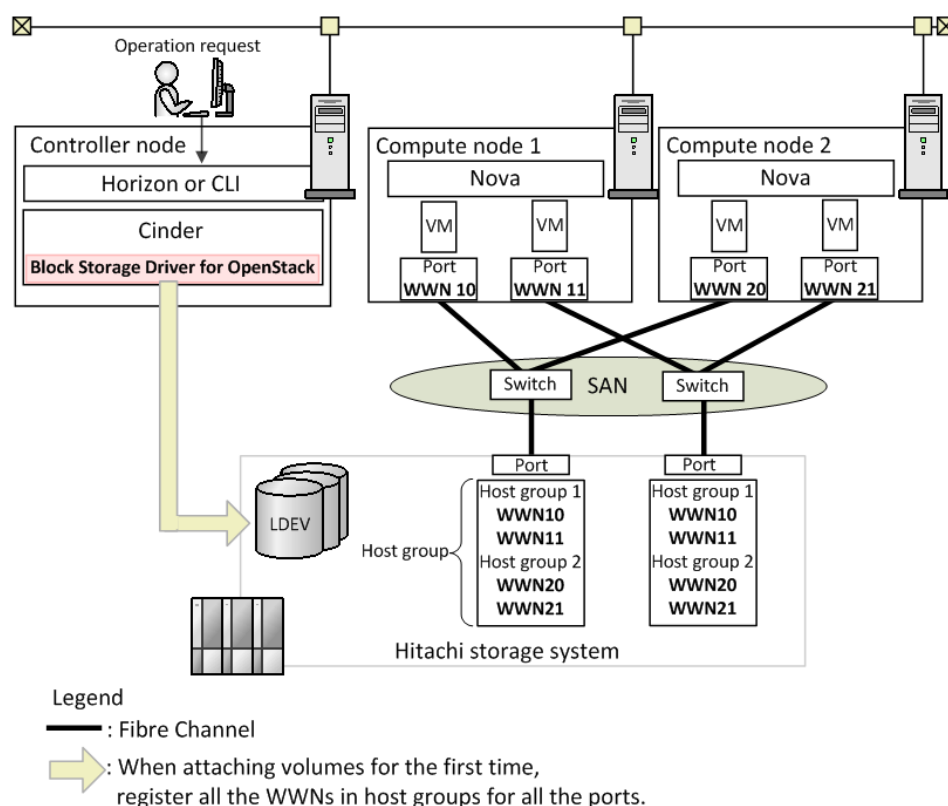 Operation request
Controller node
Horizon or CLI
Cinder
Block Storage Driver for OpenStack
Compute node 1
Nova
VM
VM
Port
WWN 10
Port
WWN 11
Compute node 2
Nova
VM
VM
Port
WWN 20
Port
WWN 21
Switch
SAN
Switch
Port
Port
LDEV
Host group
Host group 1
WWN10
WWN11
Host group 2
WWN20
WWN21
Host group 1
WWN10
WWN11
Host group 2
WWN20
WWN21
Hitachi storage system
Legend
: Fibre Channel
: When attaching volumes for the first time,
register all the WWNs in host groups for all the ports.